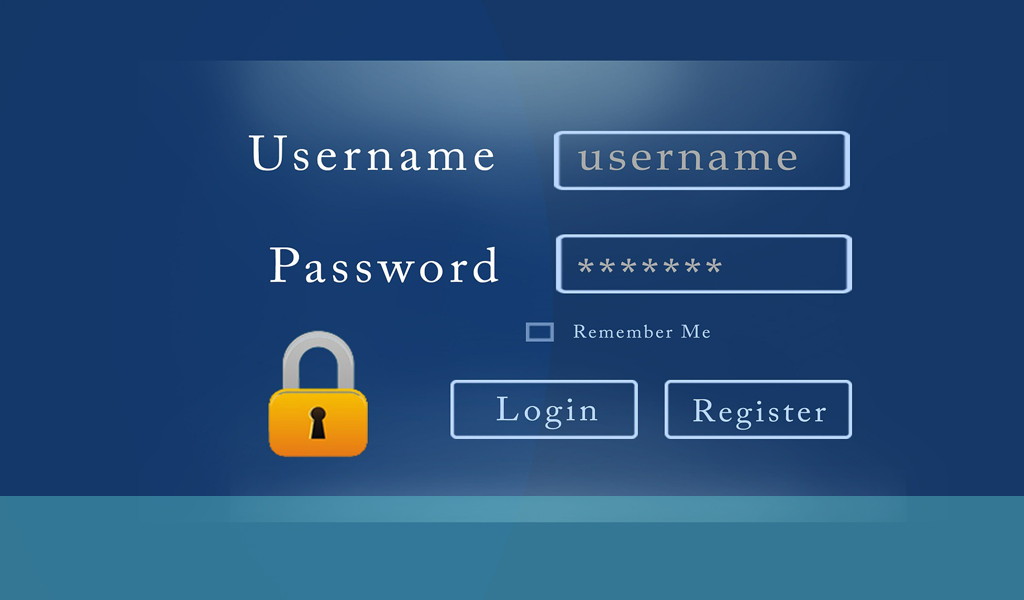 Username
username
Password
*******
Remember Me
Login
Register